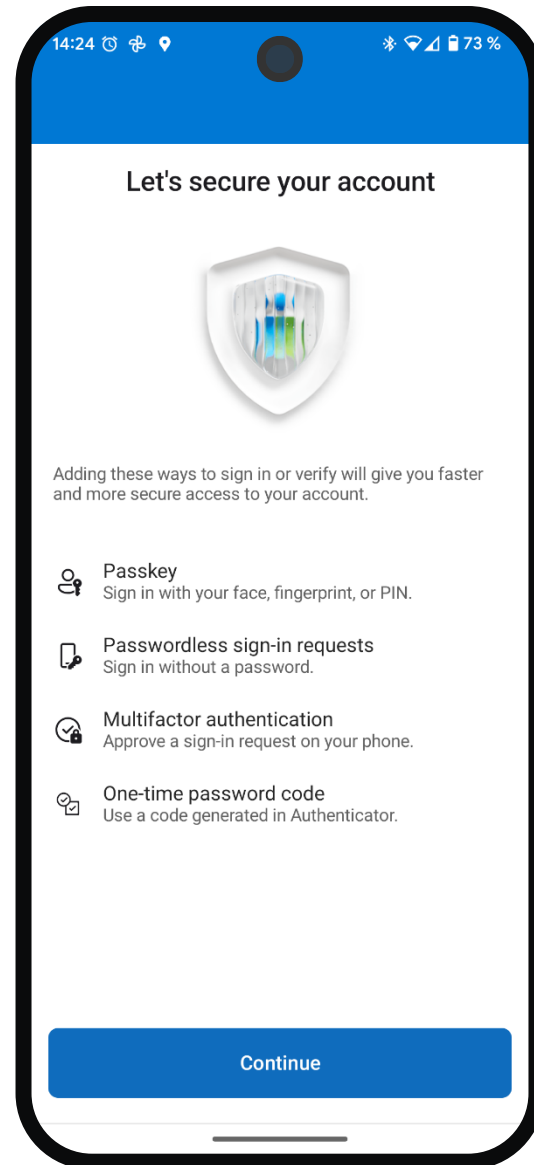 14:24 73 %
Let's secure your account
Adding these ways to sign in or verify will give you faster
and more secure access to your account.
Passkey
Sign in with your face, fingerprint, or PIN.
Passwordless sign-in requests
Sign in without a password.
Multifactor authentication
Approve a sign-in request on your phone.
One-time password code
Use a code generated in Authenticator.
Continue